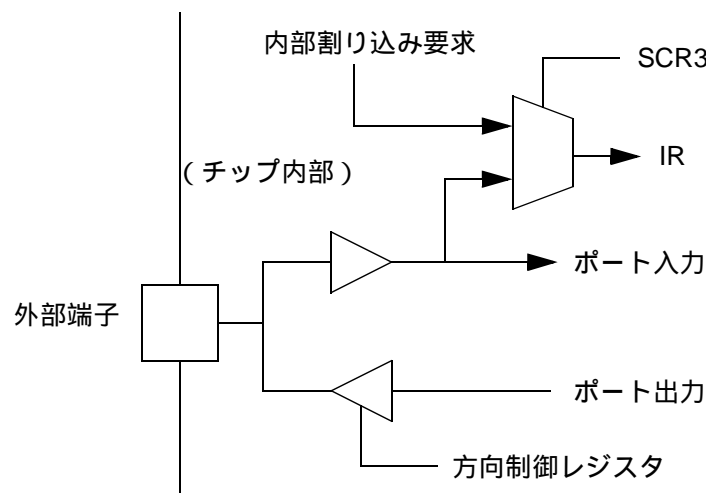 内部割り込み要求
SCR3
(チップ内部)
IR
ポート入力
外部端子
ポート出力
方向制御レジスタ